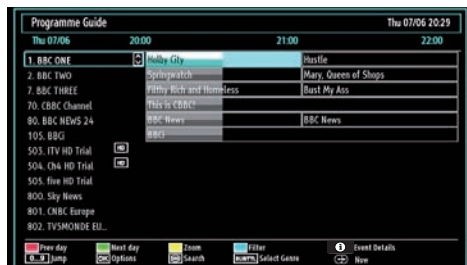 Programme Guide Thu 07/06 20:29
Thu 07/06 20:00 21:00 22:00
1. BBC ONE Holby City Hustle
2. BBC TWO Springwatch Mary, Queen of Shops
7. BBC THREE Filthy Rich and Homeless Bust My Ass
70. CBBC Channel This is CBBC!
80. BBC NEWS 24 BBC News BBC News
105. BBCi BBCi
503. ITV HD Trial HD
504. Ch4 HD Trial HD
505. five HD Trial
800. Sky News
801. CNBC Europe
802. TV5MONDE EU...
Prev day Next day Zoom Filter i Event Details
0...9 Jump OK Options Search SUBTTL Select Genre Now